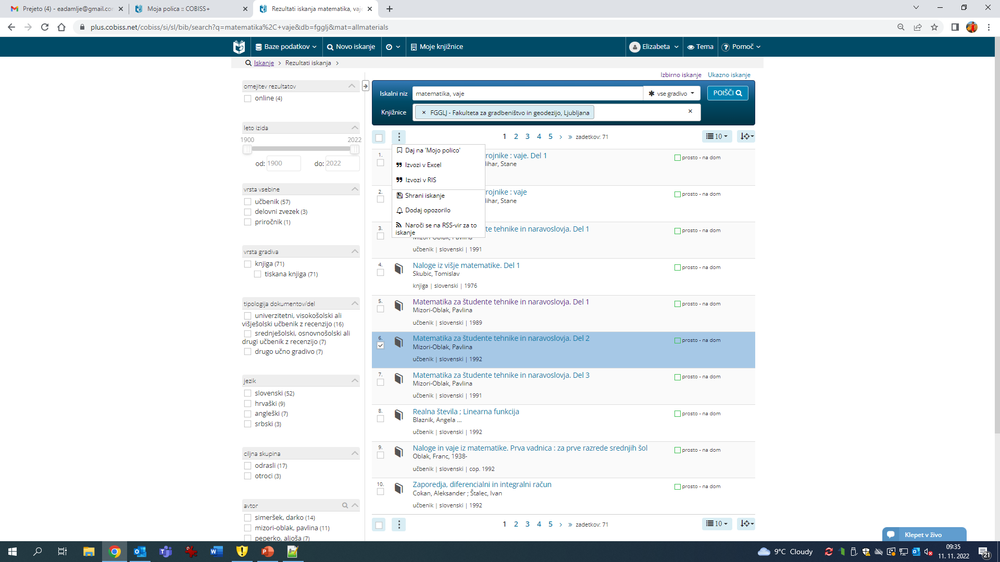 Prejeto (4) - eadamlje@gmail.co
Moja polica :: COBISS+
Rezultati iskanja matematika, vaj
plus.cobiss.net/cobiss/si/sl/bib/search?q=matematika%2C+vaje&db=fgglj&mat=allmaterials
Baze podatkov
Novo iskanje
Moje knjižnice
Elizabeta
Tema
Pomoč
Iskanje > Rezultati iskanja >
Izbirno iskanje Ukazno iskanje
Iskalni niz matematika, vaje vse gradivo POIŠČI
Knjižnice × FGGLJ - Fakulteta za gradbeništvo in geodezijo, Ljubljana ×
omejitev rezultatov
online (4)
leto izida
1900 2022
od: 1900 do: 2022
vrsta vsebine
učbenik (57)
delovni zvezek (3)
priročnik (1)
vrsta gradiva
knjiga (71)
tiskana knjiga (71)
tipologija dokumentov/del
univerzitetni, visokošolski ali
višješolski učbenik z recenzijo (16)
srednješolski, osnovnošolski ali
drugi učbenik z recenzijo (7)
drugo učno gradivo (7)
jezik
slovenski (52)
hrvaški (9)
angleški (7)
srbski (3)
ciljna skupina
odrasli (17)
otroci (3)
avtor
simeršek, darko (14)
mizori-oblak, pavlina (11)
peperko, aljoša (7)
1 2 3 4 5 > » zadetkov: 71
10
Daj na 'Mojo polico'
Izvozi v Excel
Izvozi v RIS
Shrani iskanje
Dodaj opozorilo
Naroči se na RSS-vir za to
iskanje
1. rojnike : vaje. Del 1 prosto - na dom
lihar, Stane
2. rojnike : vaje prosto - na dom
lihar, Stane
3. te tehnike in naravoslovja. Del 1 prosto - na dom
Mizori-Oblak, Pavlina
učbenik | slovenski | 1991
4. Naloge iz višje matematike. Del 1 prosto - na dom
Skubic, Tomislav
knjiga | slovenski | 1976
5. Matematika za študente tehnike in naravoslovja. Del 1 prosto - na dom
Mizori-Oblak, Pavlina
učbenik | slovenski | 1989
6. Matematika za študente tehnike in naravoslovja. Del 2 prosto - na dom
Mizori-Oblak, Pavlina
učbenik | slovenski | 1992
7. Matematika za študente tehnike in naravoslovja. Del 3 prosto - na dom
Mizori-Oblak, Pavlina
učbenik | slovenski | 1991
8. Realna števila ; Linearna funkcija prosto - na dom
Blaznik, Angela ...
učbenik | slovenski | 1992
9. Naloge in vaje iz matematike. Prva vadnica : za prve razrede srednjih šol prosto - na dom
Oblak, Franc, 1938-
učbenik | slovenski | cop. 1992
10. Zaporedja, diferencialni in integralni račun prosto - na dom
Cokan, Aleksander ; Štalec, Ivan
učbenik | slovenski | 1992
1 2 3 4 5 > » zadetkov: 71
10
Klepet v živo
9°C Cloudy
09:35
11. 11. 2022
21